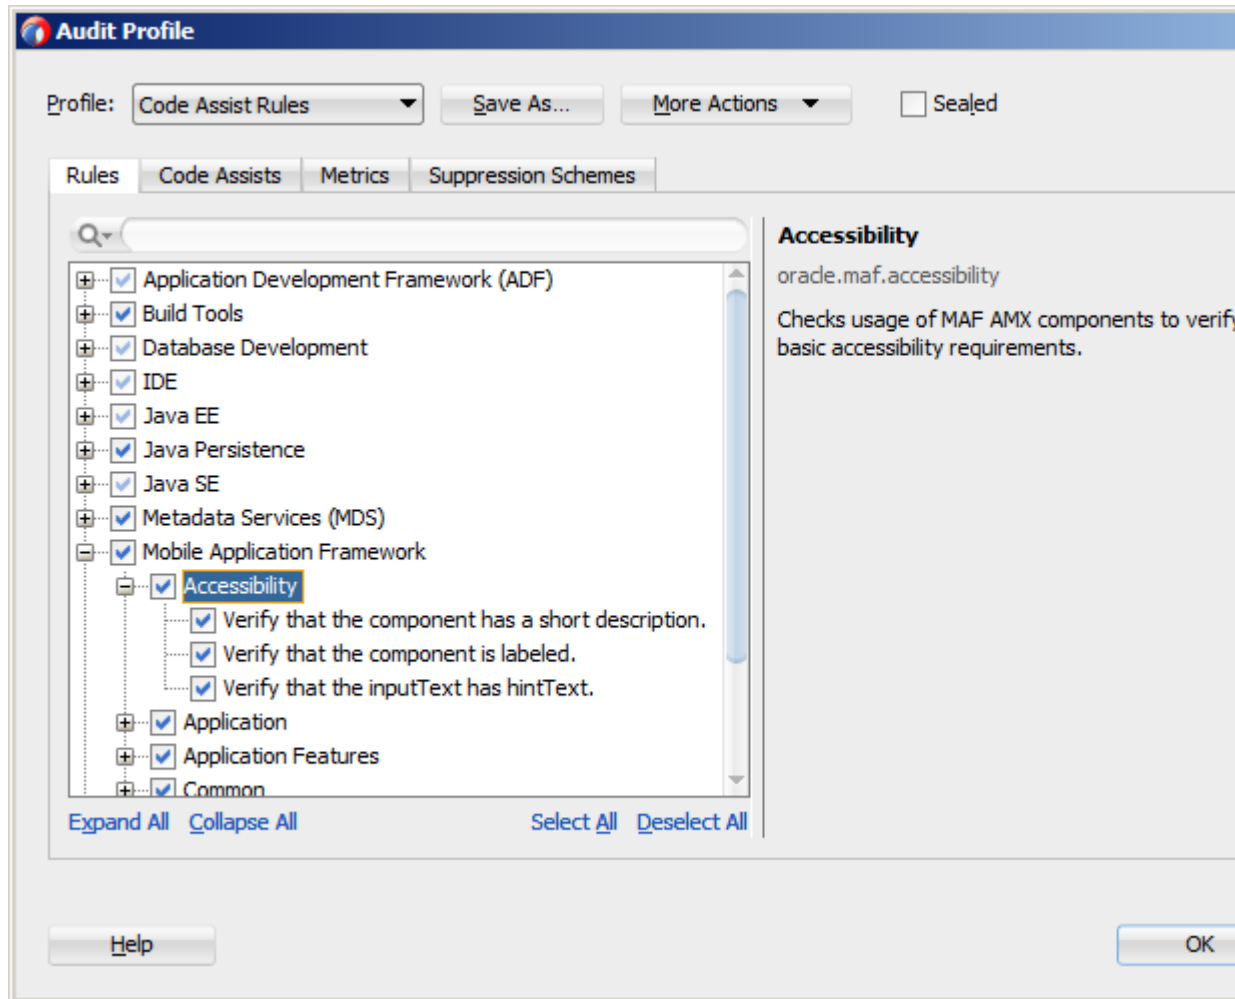 Audit Profile
Profile: Code Assist Rules Save As... More Actions Sealed
Rules Code Assists Metrics Suppression Schemes
Accessibility
oracle.maf.accessibility
Checks usage of MAF AMX components to verify
basic accessibility requirements.
Application Development Framework (ADF)
Build Tools
Database Development
IDE
Java EE
Java Persistence
Java SE
Metadata Services (MDS)
Mobile Application Framework
Accessibility
Verify that the component has a short description.
Verify that the component is labeled.
Verify that the inputText has hintText.
Application
Application Features
Common
Expand All Collapse All Select All Deselect All
Help OK